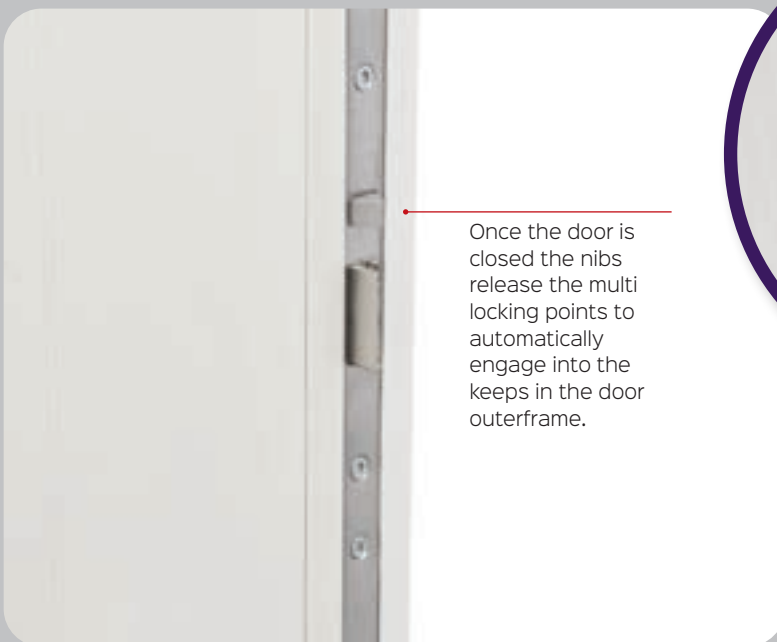 Once the door is
closed the nibs
release the multi
locking points to
automatically
engage into the
keeps in the door
outerframe.